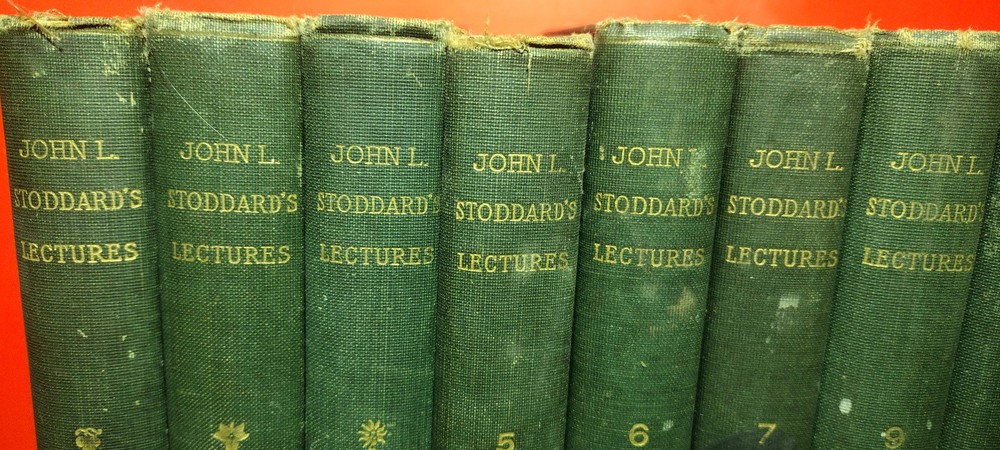 JOHN L.
STODDARD'S
LECTURES
JOHN L.
STODDARD'S
LECTURES
JOHN L.
STODDARD'S
LECTURES
JOHN L.
STODDARD'S
LECTURES
5
JOHN
STODDARD'S
LECTURES
6
JOHN L.
STODDARD'S
LECTURES
7
JOHN L.
STODDARD'
LECTURES
9